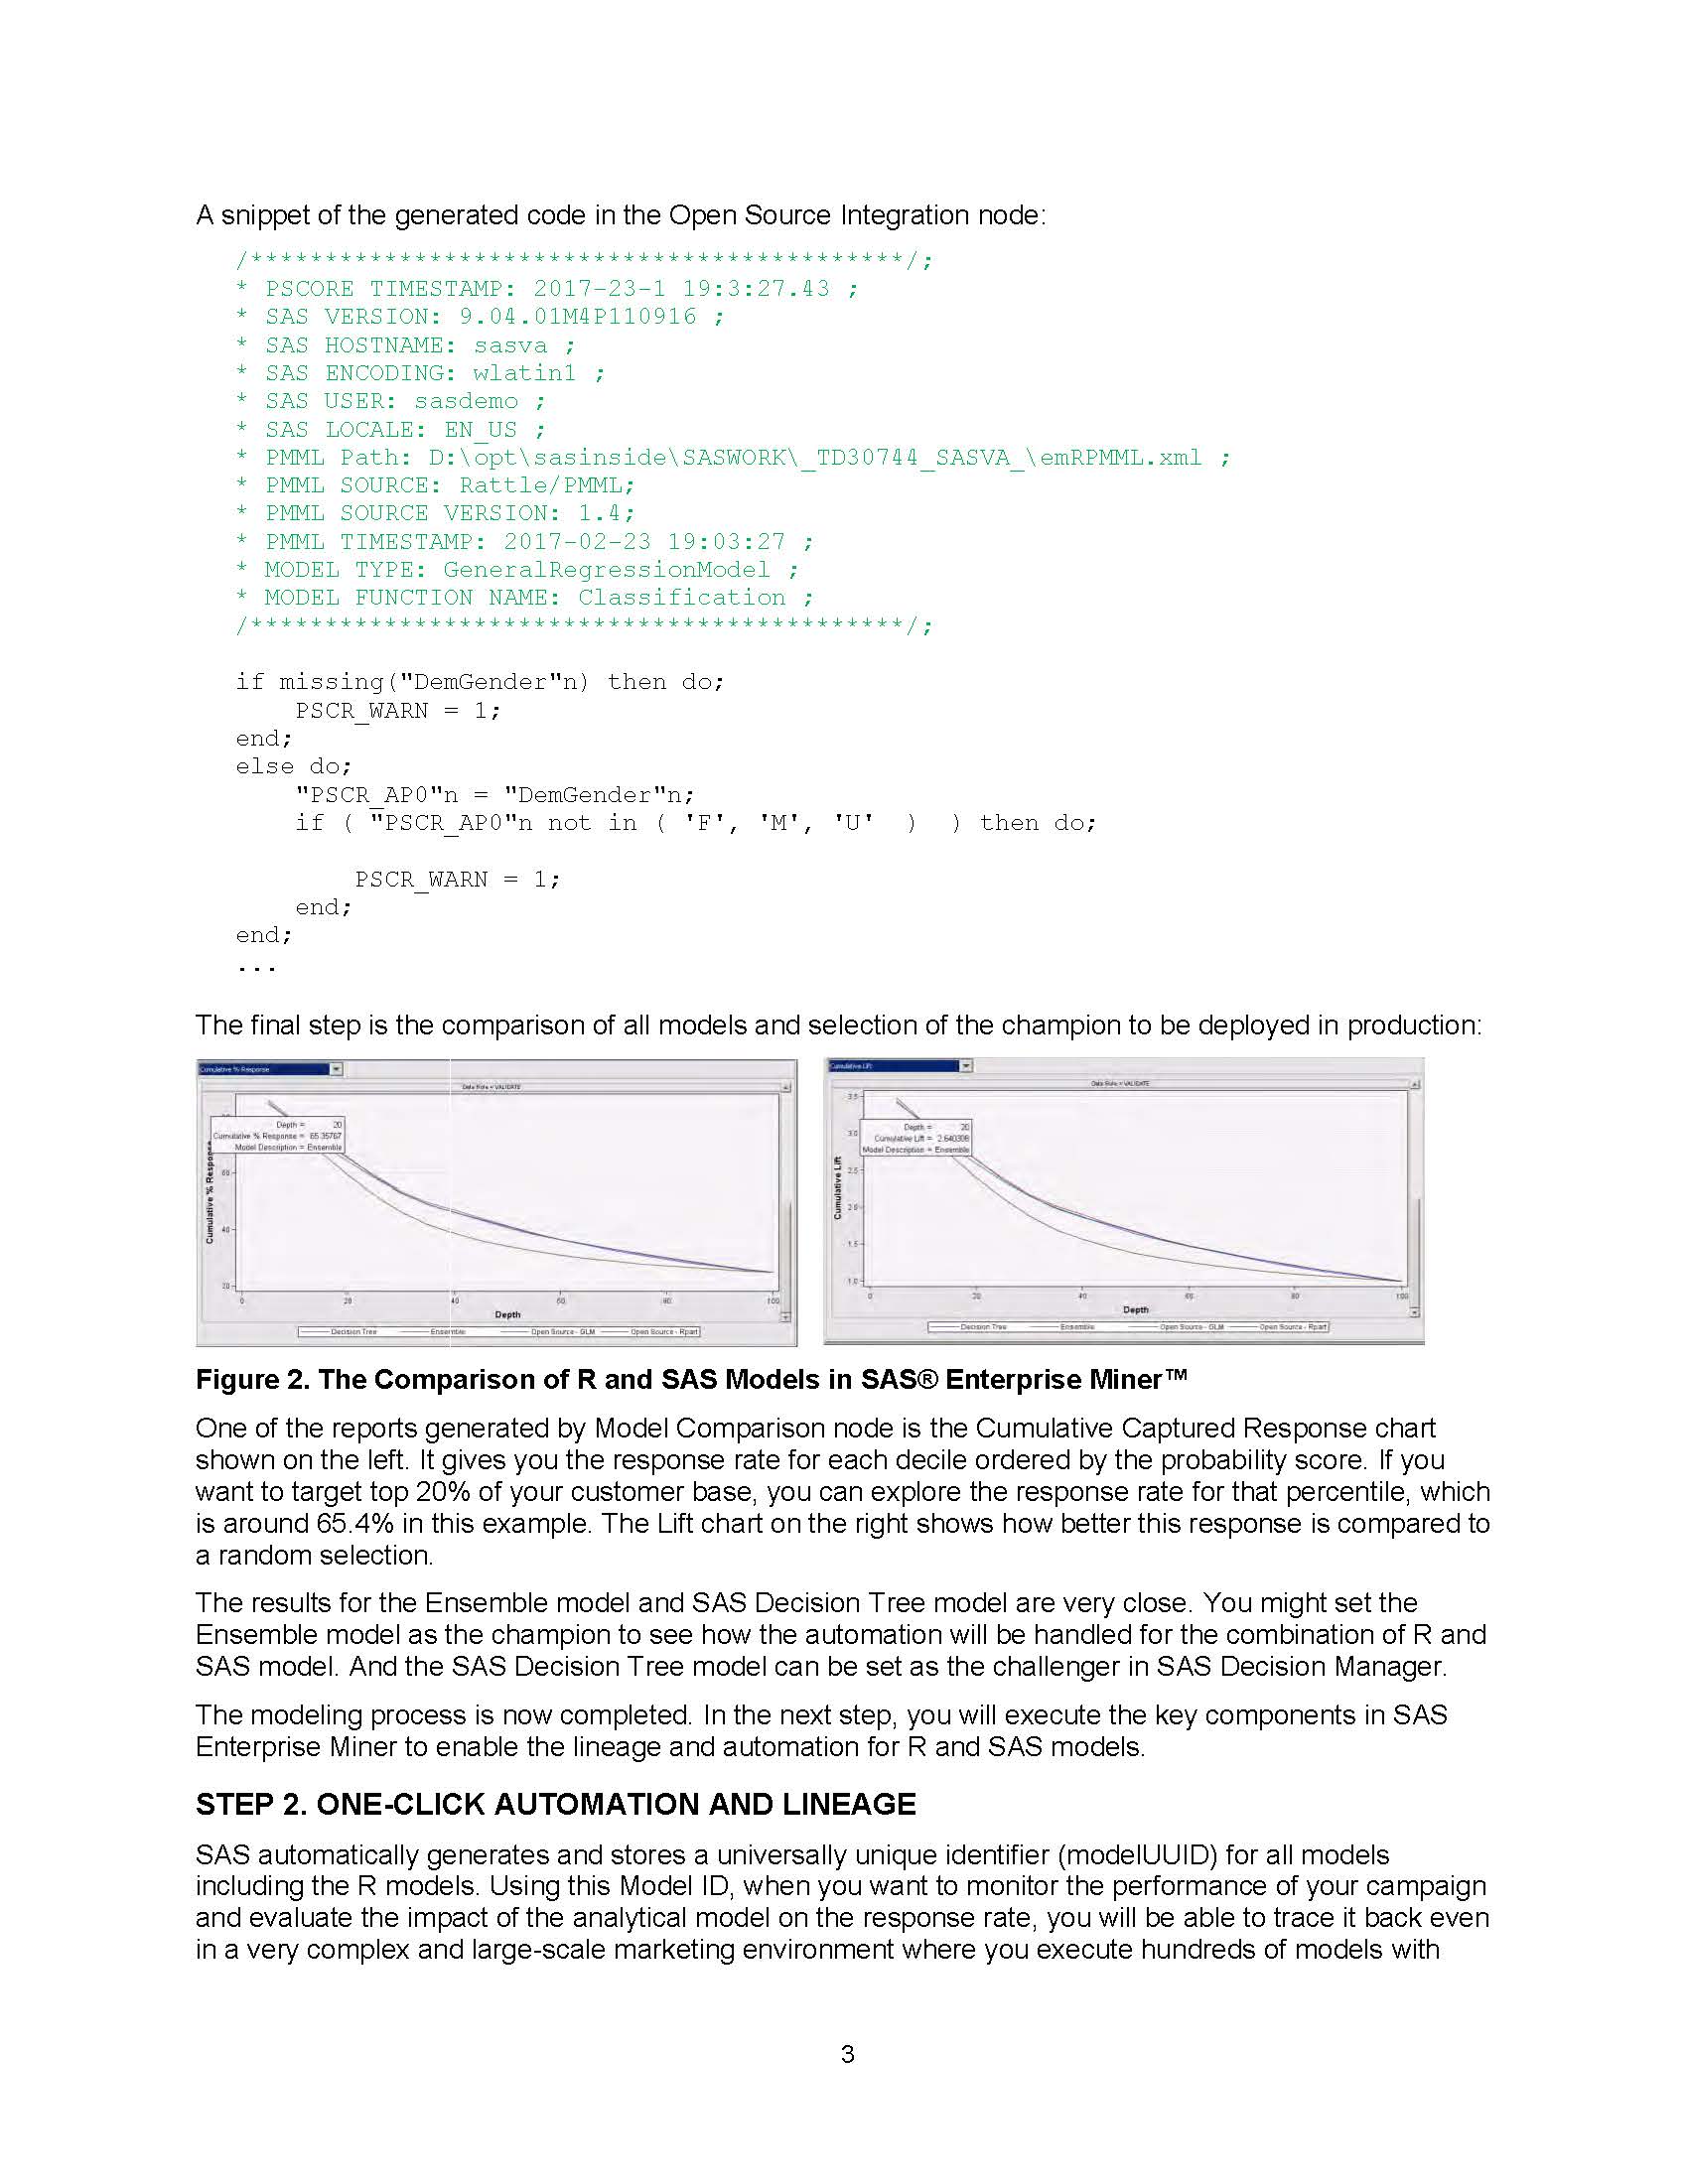 A snippet of the generated code in the Open Source Integration node:
/********************************************/;
* PSCORE TIMESTAMP: 2017-23-1 19:3:27.43 ;
* SAS VERSION: 9.04.01M4P110916 ;
* SAS HOSTNAME: sasva ;
* SAS ENCODING: wlatin1 ;
* SAS USER: sasdemo ;
* SAS LOCALE: EN_US ;
* PMML Path: D:\opt\sasinside\SASWORK\_TD30744_SASVA_\emRPMML.xml ;
* PMML SOURCE: Rattle/PMML;
* PMML SOURCE VERSION: 1.4;
* PMML TIMESTAMP: 2017-02-23 19:03:27 ;
* MODEL TYPE: GeneralRegressionModel ;
* MODEL FUNCTION NAME: Classification ;
/********************************************/;
if missing("DemGender"n) then do;
PSCR_WARN = 1;
end;
else do;
"PSCR_AP0"n = "DemGender"n;
if ( "PSCR_AP0"n not in ( 'F', 'M', 'U' ) ) then do;
PSCR_WARN = 1;
end;
end;
...
The final step is the comparison of all models and selection of the champion to be deployed in production:
Cumulative % Response
Data Role = VALIDATE
Depth = 20
Cumulative % Response = 65.35767
Model Description = Ensemble
Cumulative % Response
60
40
20
0 20 40 60 80 100
Depth
Decision Tree Ensemble Open Source - GLM Open Source - Rpart
Cumulative Lift
Data Role = VALIDATE
Depth = 20
Cumulative Lift = 2.640308
Model Description = Ensemble
Cumulative Lift
3.5
3.0
2.5
2.0
1.5
1.0
0 20 40 60 80 100
Depth
Decision Tree Ensemble Open Source - GLM Open Source - Rpart
Figure 2. The Comparison of R and SAS Models in SAS® Enterprise Miner™
One of the reports generated by Model Comparison node is the Cumulative Captured Response chart
shown on the left. It gives you the response rate for each decile ordered by the probability score. If you
want to target top 20% of your customer base, you can explore the response rate for that percentile, which
is around 65.4% in this example. The Lift chart on the right shows how better this response is compared to
a random selection.
The results for the Ensemble model and SAS Decision Tree model are very close. You might set the
Ensemble model as the champion to see how the automation will be handled for the combination of R and
SAS model. And the SAS Decision Tree model can be set as the challenger in SAS Decision Manager.
The modeling process is now completed. In the next step, you will execute the key components in SAS
Enterprise Miner to enable the lineage and automation for R and SAS models.
STEP 2. ONE-CLICK AUTOMATION AND LINEAGE
SAS automatically generates and stores a universally unique identifier (modelUUID) for all models
including the R models. Using this Model ID, when you want to monitor the performance of your campaign
and evaluate the impact of the analytical model on the response rate, you will be able to trace it back even
in a very complex and large-scale marketing environment where you execute hundreds of models with
3